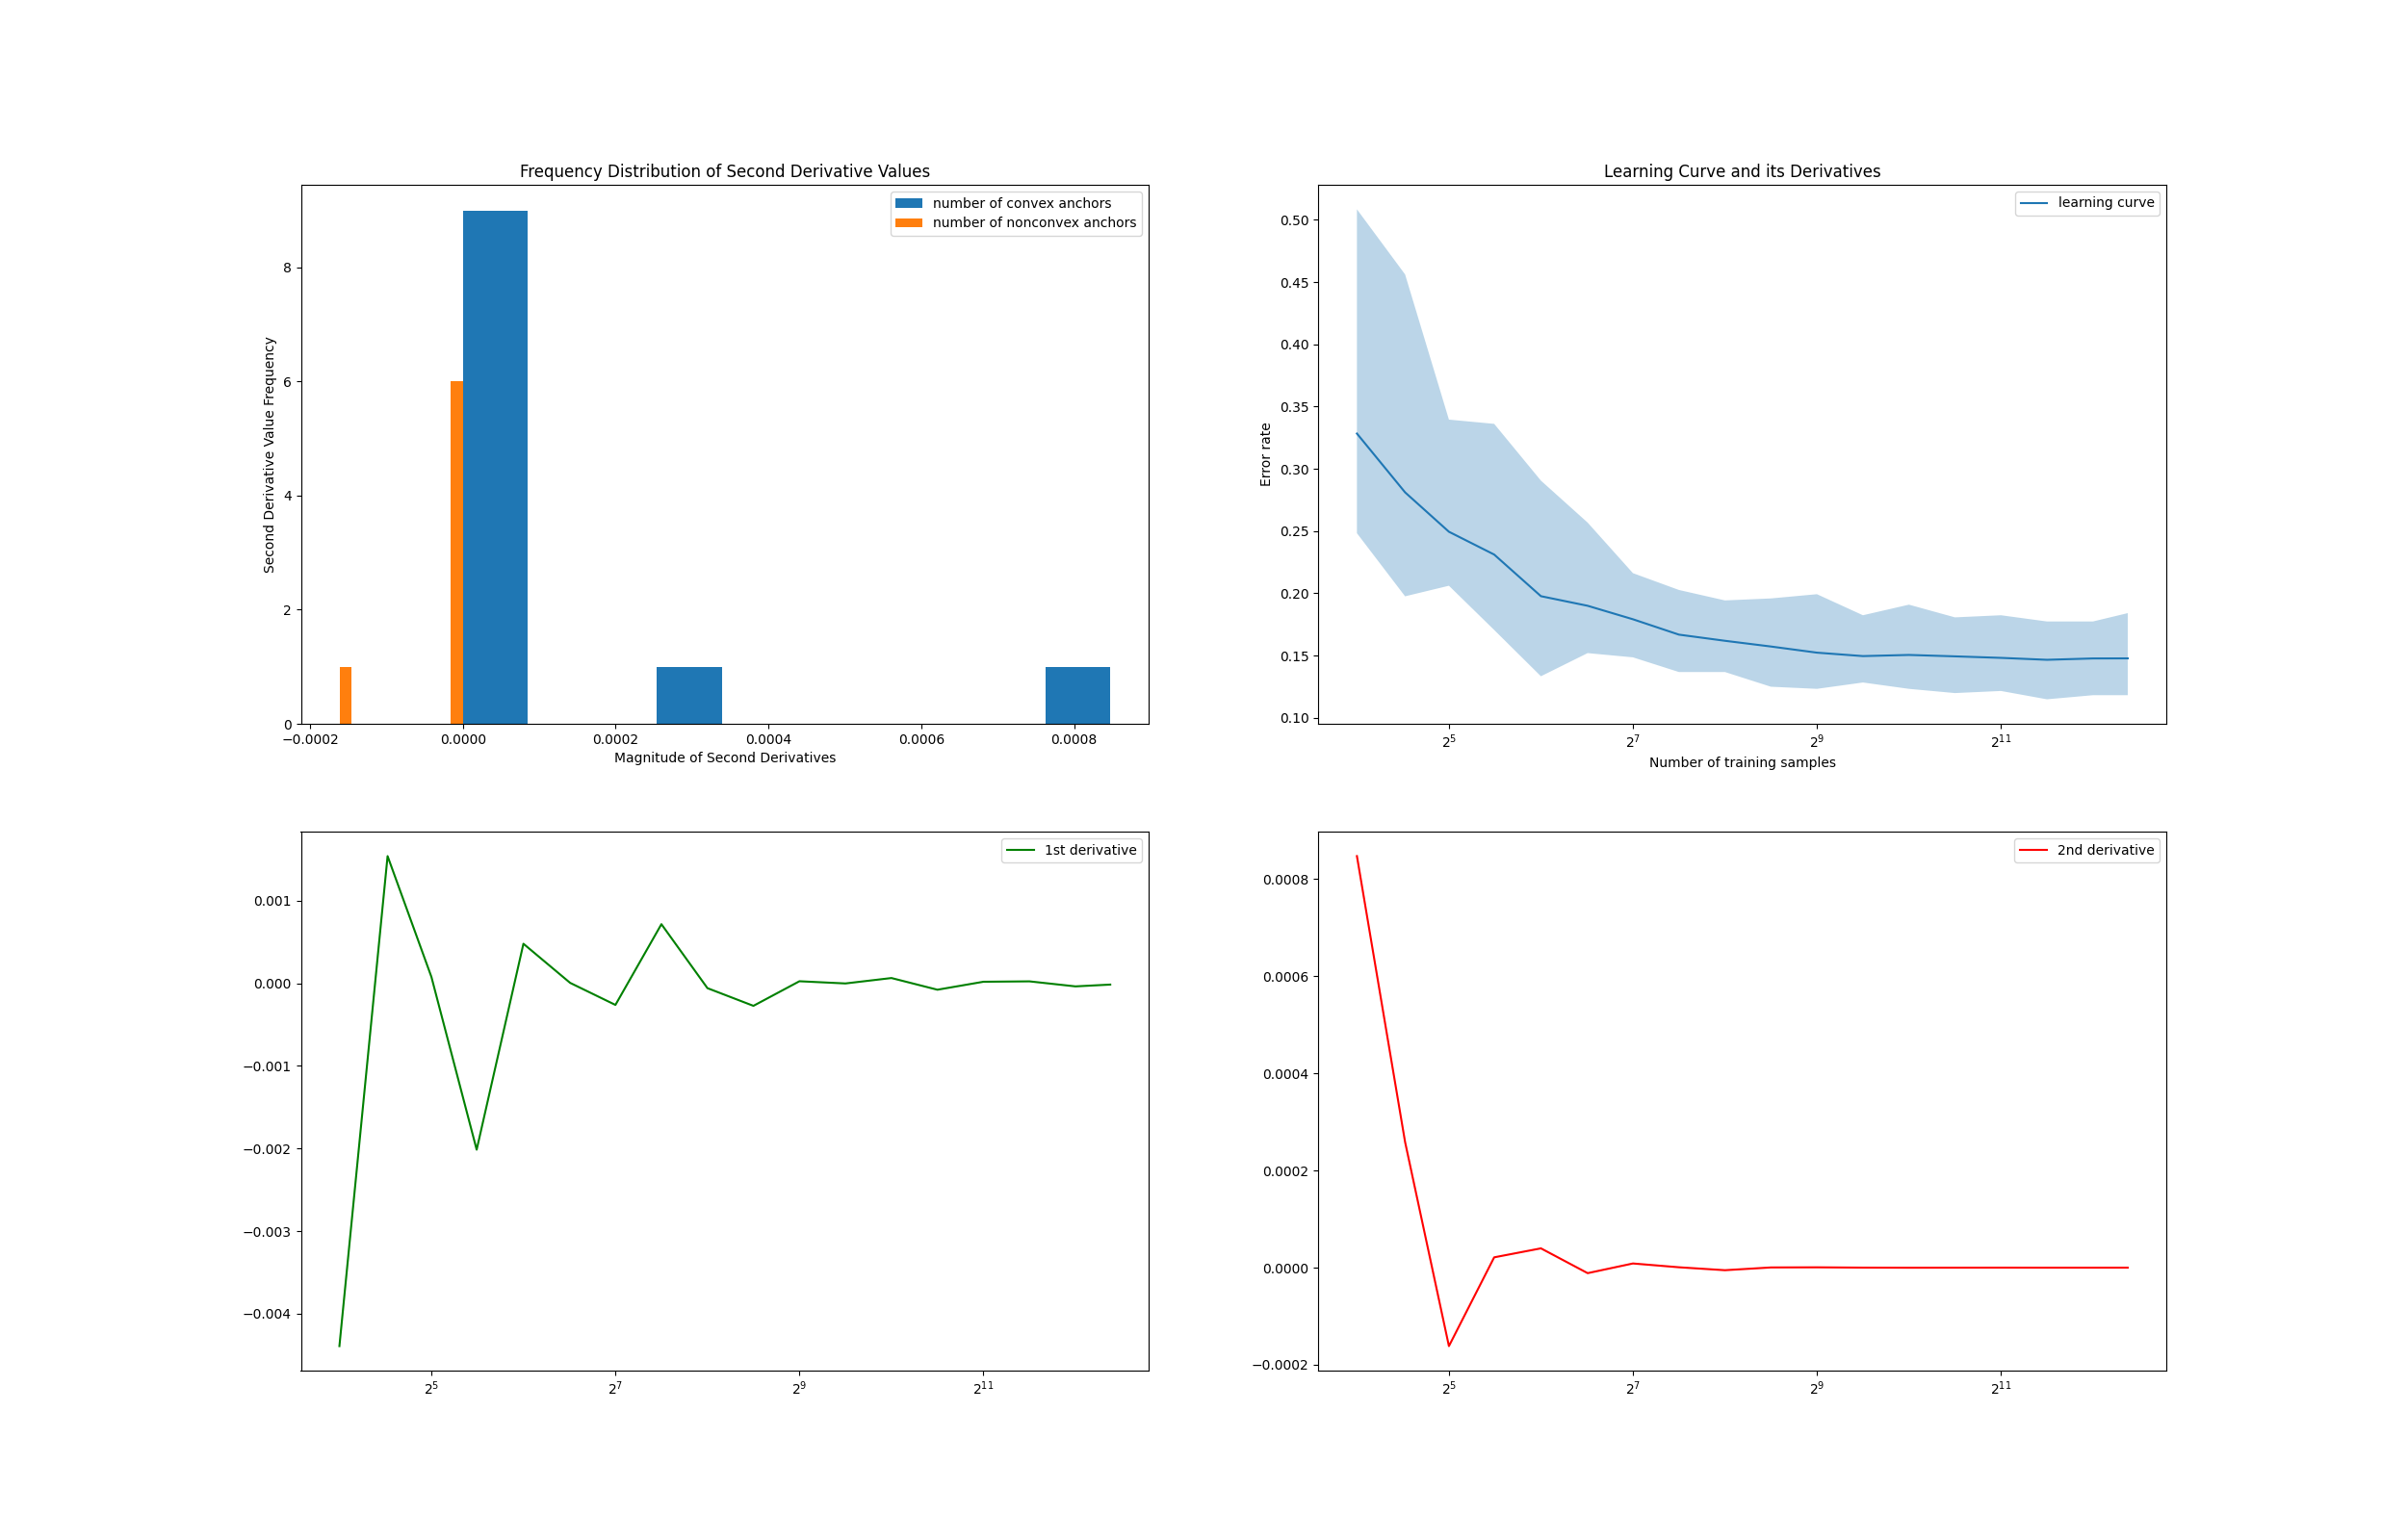 Frequency Distribution of Second Derivative Values
number of convex anchors
number of nonconvex anchors
Second Derivative Value Frequency
8
6
4
2
0
−0.0002 0.0000 0.0002 0.0004 0.0006 0.0008
Magnitude of Second Derivatives
Learning Curve and its Derivatives
learning curve
Error rate
0.50
0.45
0.40
0.35
0.30
0.25
0.20
0.15
0.10
2⁵ 2⁷ 2⁹ 2¹¹
Number of training samples
1st derivative
0.001
0.000
−0.001
−0.002
−0.003
−0.004
2⁵ 2⁷ 2⁹ 2¹¹
2nd derivative
0.0008
0.0006
0.0004
0.0002
0.0000
−0.0002
2⁵ 2⁷ 2⁹ 2¹¹